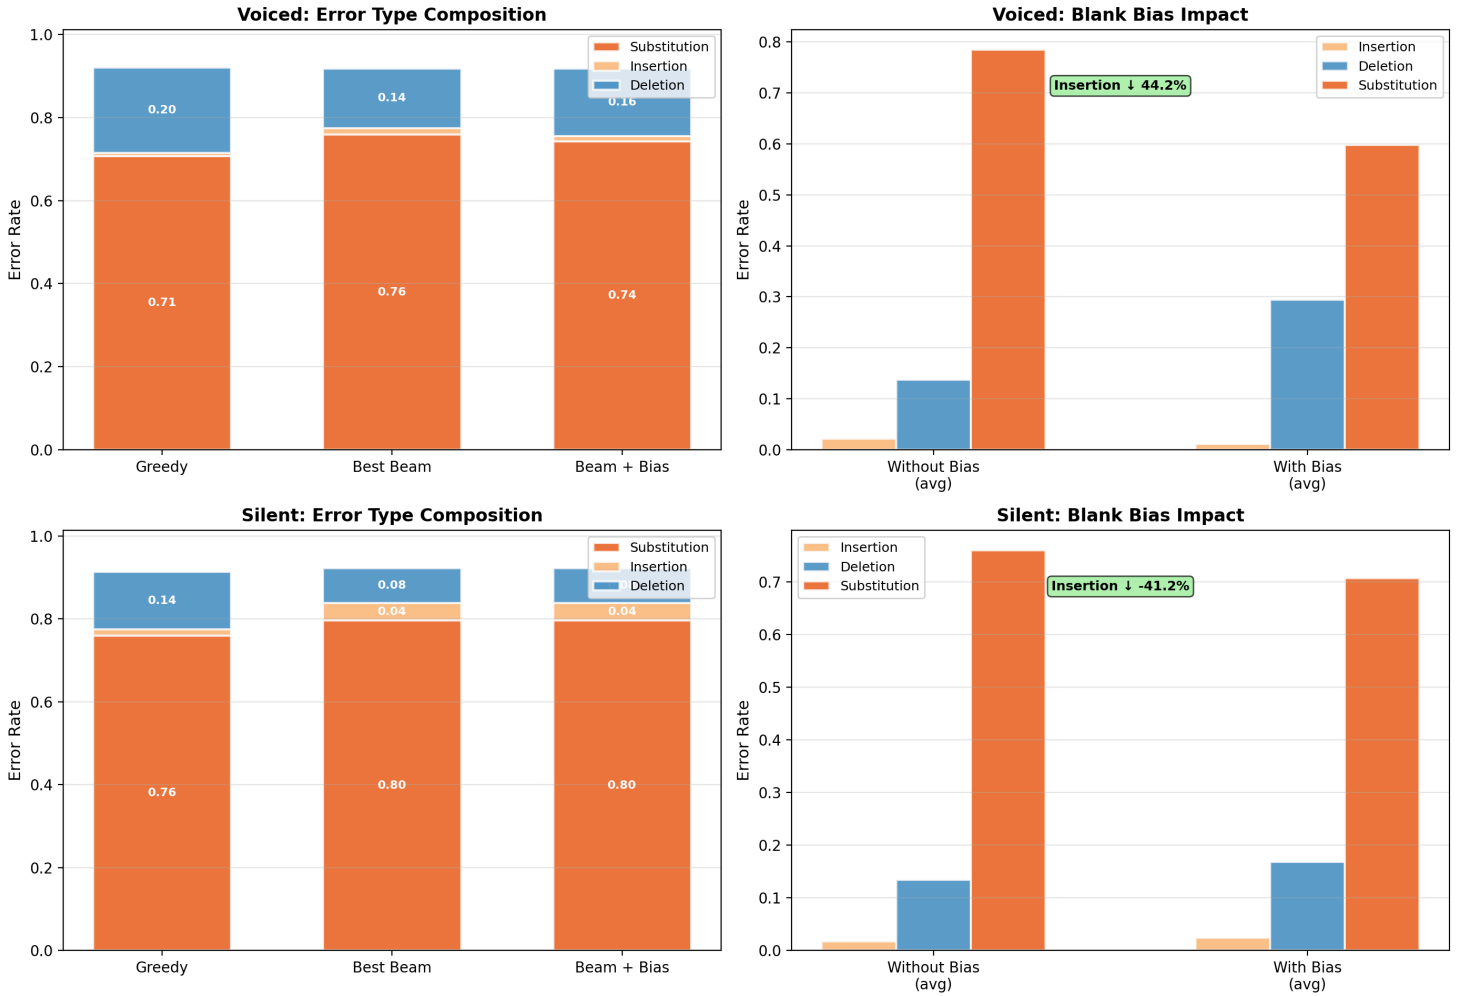 Voiced: Error Type Composition
Error Rate
1.0
0.8
0.6
0.4
0.2
0.0
Substitution
Insertion
Deletion
0.20
0.14
0.16
0.71
0.76
0.74
Greedy
Best Beam
Beam + Bias
Voiced: Blank Bias Impact
Error Rate
0.8
0.7
0.6
0.5
0.4
0.3
0.2
0.1
0.0
Insertion ↓ 44.2%
Insertion
Deletion
Substitution
Without Bias
(avg)
With Bias
(avg)
Silent: Error Type Composition
Error Rate
1.0
0.8
0.6
0.4
0.2
0.0
Substitution
Insertion
Deletion
0.14
0.08
0.04
0.04
0.76
0.80
0.80
Greedy
Best Beam
Beam + Bias
Silent: Blank Bias Impact
Error Rate
0.7
0.6
0.5
0.4
0.3
0.2
0.1
0.0
Insertion
Deletion
Substitution
Insertion ↓ -41.2%
Without Bias
(avg)
With Bias
(avg)